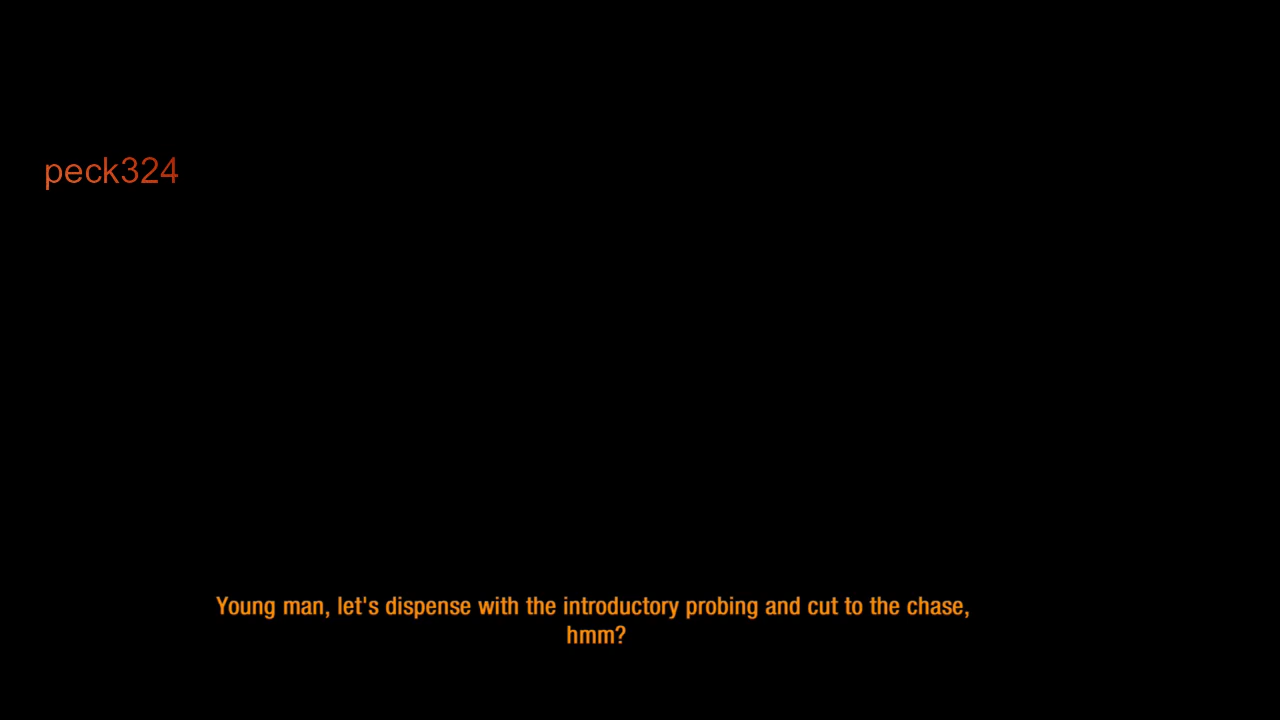 peck324
Young man, let's dispense with the introductory probing and cut to the chase,
hmm?